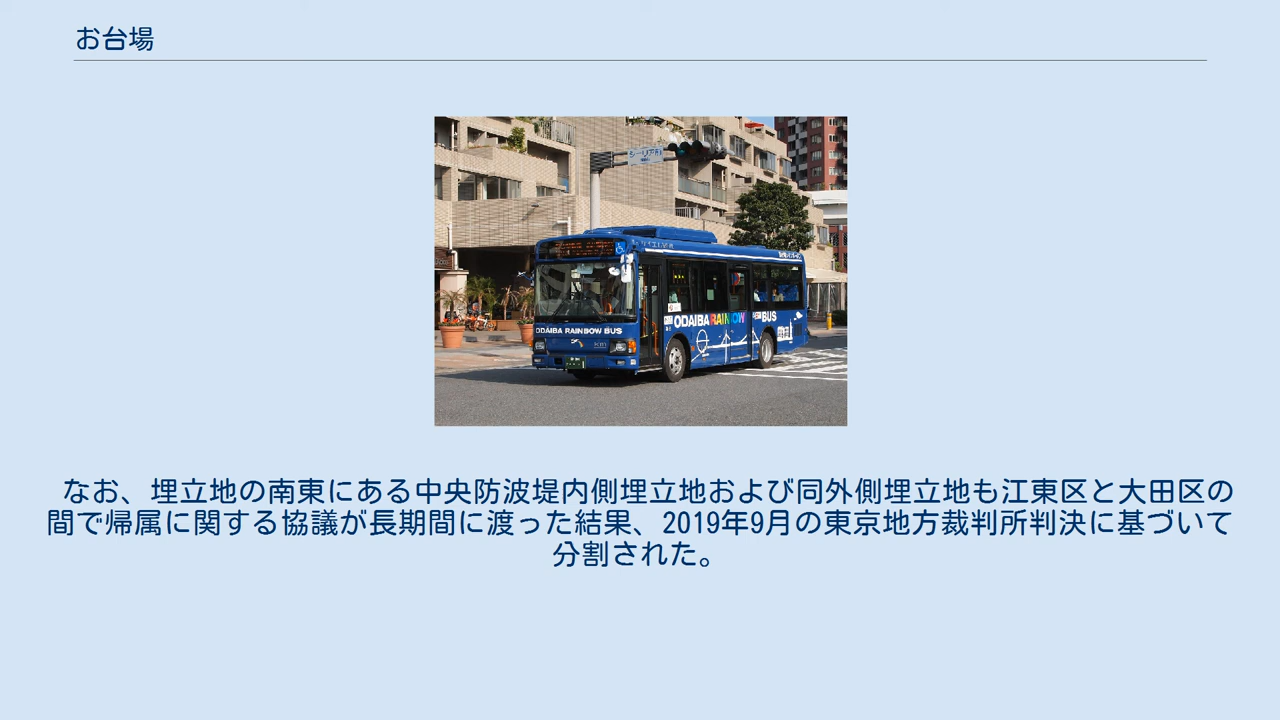 お台場
シーリア前
ODAIBA RAINBOW BUS
ODAIBA RAINBOW BUS
なお、埋立地の南東にある中央防波堤内側埋立地および同外側埋立地も江東区と大田区の
間で帰属に関する協議が長期間に渡った結果、2019年9月の東京地方裁判所判決に基づいて
分割された。